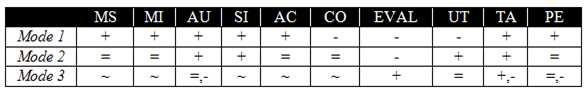 MS MI AU SI AC CO EVAL UT TA PE
Mode 1 + + + + + - - - + +
Mode 2 = = + + = = - + + =
Mode 3 ~ ~ =,- ~ ~ ~ + = +,- =,-